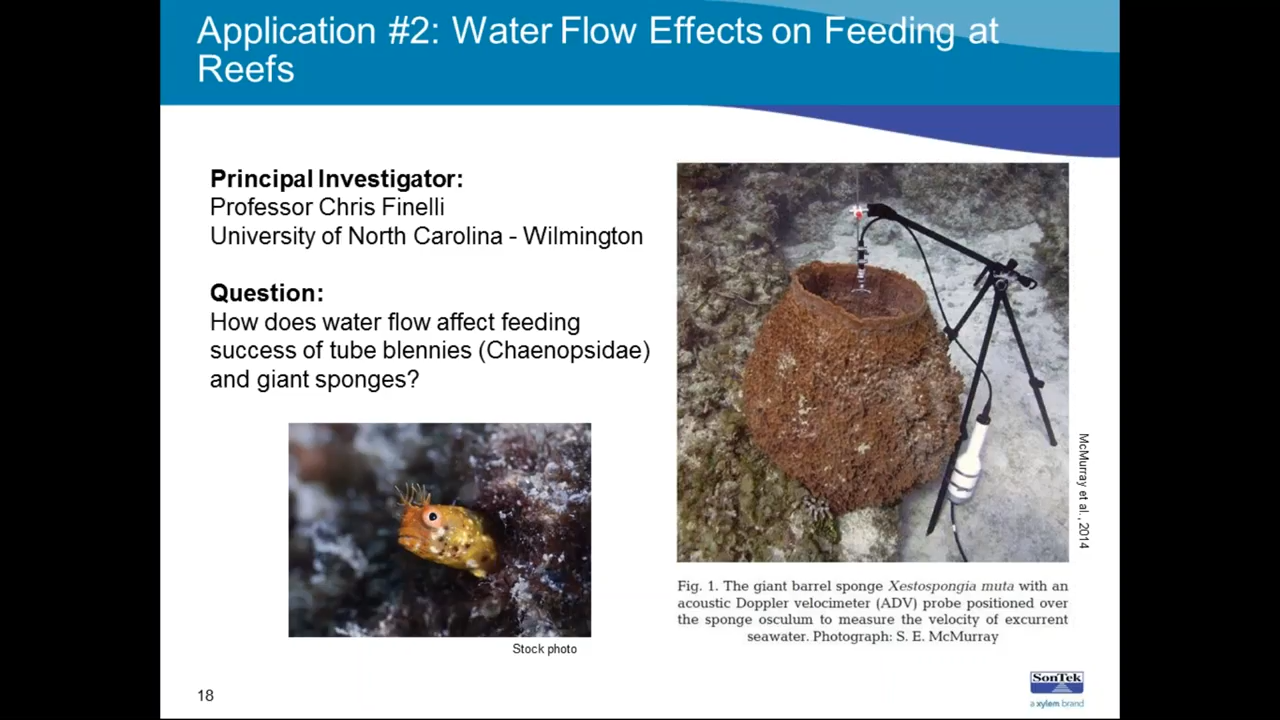 Application #2: Water Flow Effects on Feeding at
Reefs
Principal Investigator:
Professor Chris Finelli
University of North Carolina - Wilmington
Question:
How does water flow affect feeding
success of tube blennies (Chaenopsidae)
and giant sponges?
Stock photo
McMurray et al., 2014
Fig. 1. The giant barrel sponge Xestospongia muta with an
acoustic Doppler velocimeter (ADV) probe positioned over
the sponge osculum to measure the velocity of excurrent
seawater. Photograph: S. E. McMurray
18
SonTek
a xylem brand